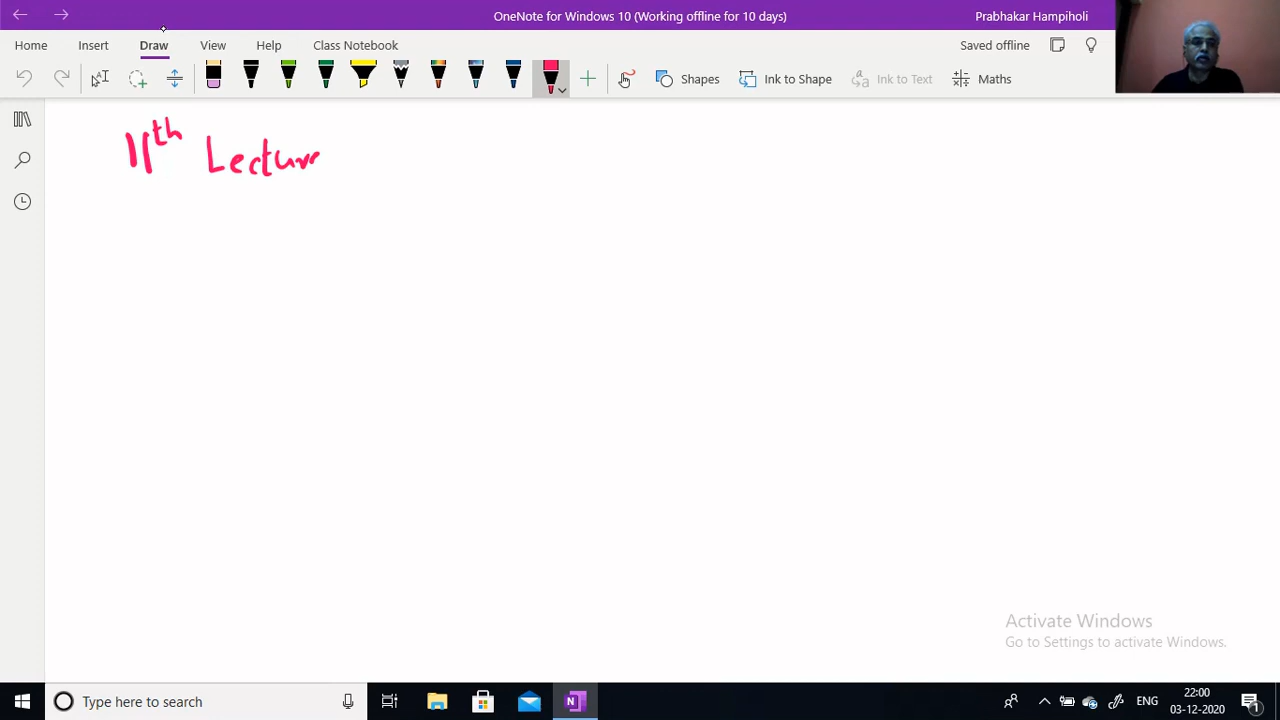 OneNote for Windows 10 (Working offline for 10 days)
Prabhakar Hampiholi
Home Insert Draw View Help Class Notebook Saved offline
Shapes Ink to Shape Ink to Text Maths
11th Lecture
Activate Windows
Go to Settings to activate Windows.
Type here to search
N
ENG
22:00
03-12-2020
1